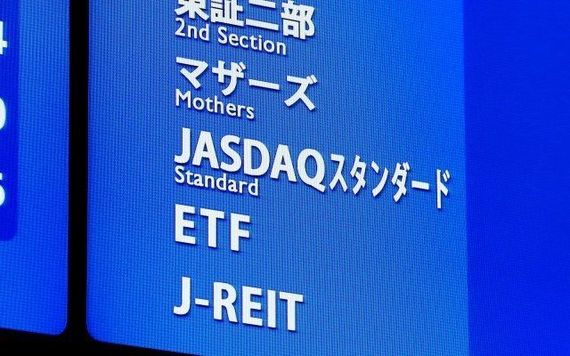 東証二部
2nd Section
マザーズ
Mothers
JASDAQスタンダード
Standard
ETF
J-REIT